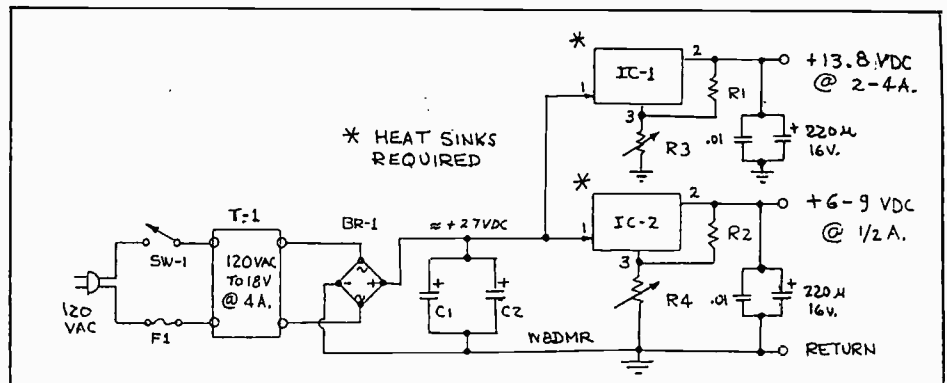 *
IC-1
1
2
3
R1
R3
+13.8 VDC
@ 2-4A.
.01
+
220µ
16V.
* HEAT SINKS
REQUIRED
*
IC-2
1
2
3
R2
R4
+6-9 VDC
@ 1/2 A.
.01
+
220µ
16V.
T-1
120VAC
TO 18V
@ 4A.
SW-1
120
VAC
F1
BR-1
~
-
+
~
≈ +27VDC
+
C1
+
C2
W8DMR
RETURN